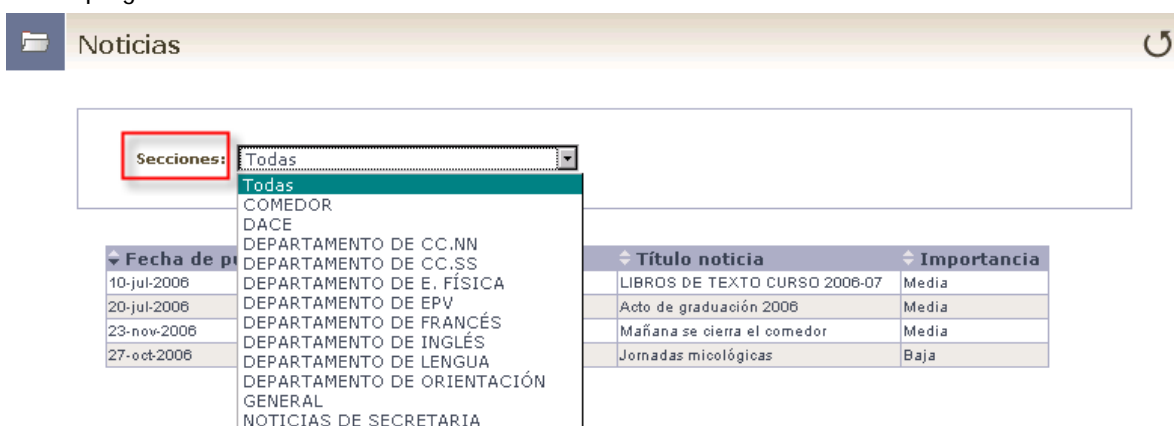 Noticias
Secciones: Todas
Todas
COMEDOR
DACE
DEPARTAMENTO DE CC.NN
DEPARTAMENTO DE CC.SS
DEPARTAMENTO DE E. FÍSICA
DEPARTAMENTO DE EPV
DEPARTAMENTO DE FRANCÉS
DEPARTAMENTO DE INGLÉS
DEPARTAMENTO DE LENGUA
DEPARTAMENTO DE ORIENTACIÓN
GENERAL
NOTICIAS DE SECRETARIA
Fecha de Título noticia Importancia
10-jul-2006 LIBROS DE TEXTO CURSO 2006-07 Media
20-jul-2006 Acto de graduación 2006 Media
23-nov-2006 Mañana se cierra el comedor Media
27-oct-2006 Jornadas micológicas Baja